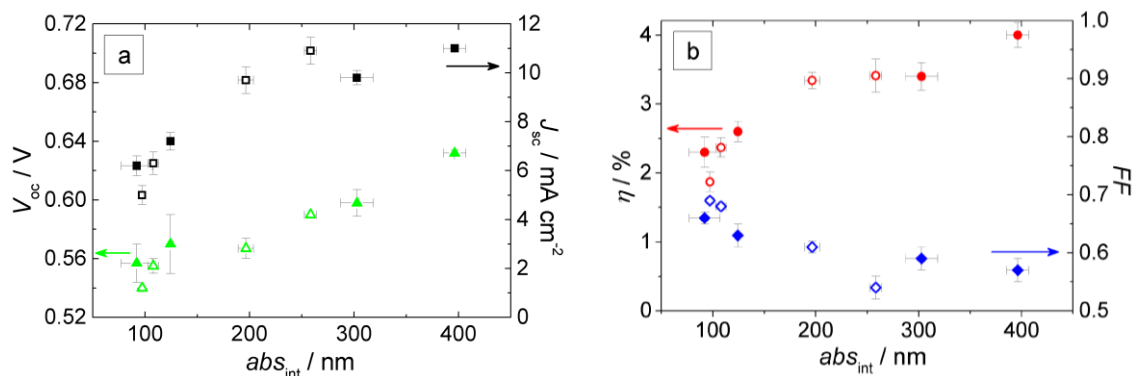 a
0.72
0.68
0.64
0.60
0.56
0.52
V_oc / V
12
10
8
6
4
2
0
J_sc / mA cm^-2
100 200 300 400
abs_int / nm
b
4
3
2
1
0
η / %
1.0
0.9
0.8
0.7
0.6
0.5
FF
100 200 300 400
abs_int / nm